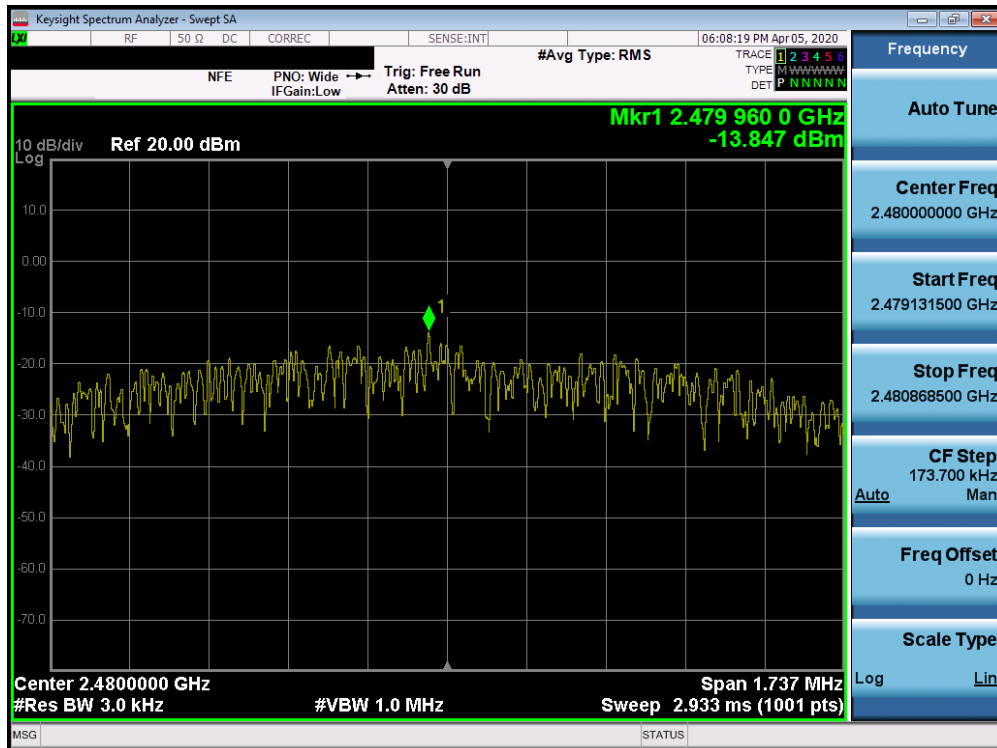 Keysight Spectrum Analyzer - Swept SA
LXI RF 50 Ω DC CORREC SENSE:INT 06:08:19 PM Apr 05, 2020
#Avg Type: RMS
TRACE 1 2 3 4 5 6
TYPE M WWWWW
DET P N N N N N
NFE
PNO: Wide
IFGain:Low
Trig: Free Run
Atten: 30 dB
Mkr1 2.479 960 0 GHz
-13.847 dBm
10 dB/div
Log
Ref 20.00 dBm
10.0
0.00
-10.0
-20.0
-30.0
-40.0
-50.0
-60.0
-70.0
1
Center 2.4800000 GHz
Span 1.737 MHz
#Res BW 3.0 kHz
#VBW 1.0 MHz
Sweep 2.933 ms (1001 pts)
MSG
STATUS
Frequency
Auto Tune
Center Freq
2.480000000 GHz
Start Freq
2.479131500 GHz
Stop Freq
2.480868500 GHz
CF Step
173.700 kHz
Auto Man
Freq Offset
0 Hz
Scale Type
Log Lin